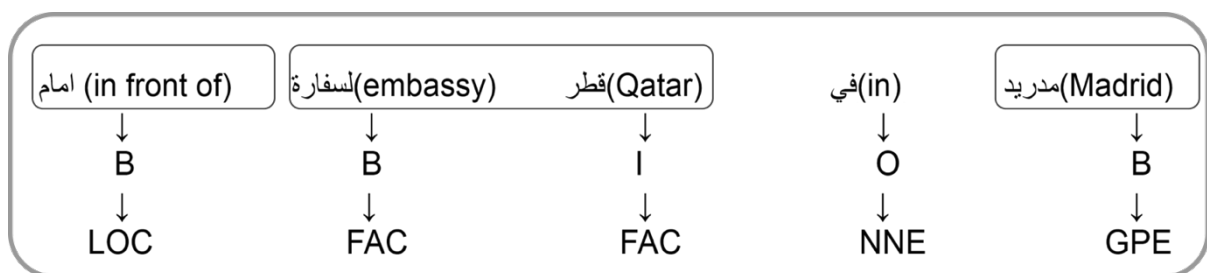 امام (in front of) لسفارة(embassy) قطر(Qatar) في(in) مدريد(Madrid)
↓ ↓ ↓ ↓ ↓
B B I O B
↓ ↓ ↓ ↓ ↓
LOC FAC FAC NNE GPE